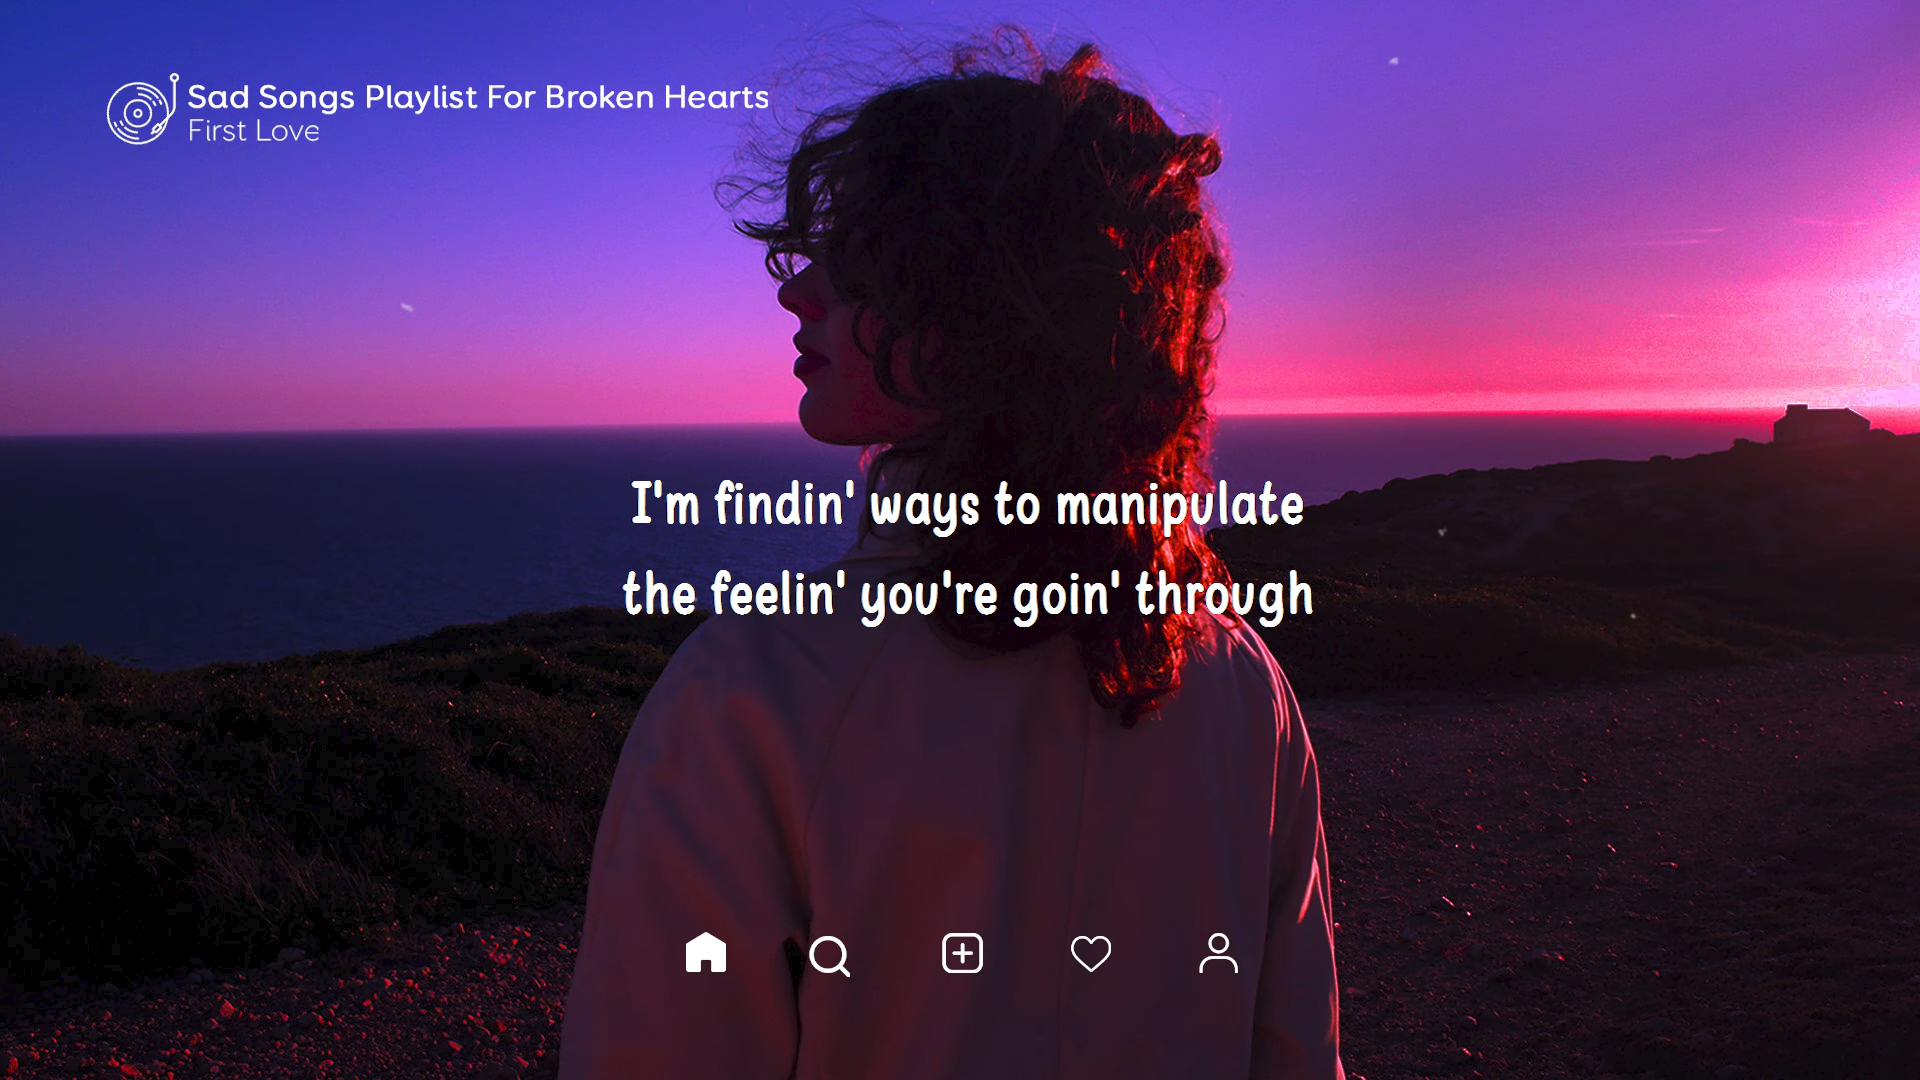 Sad Songs Playlist For Broken Hearts
First Love
I'm findin' ways to manipulate
the feelin' you're goin' through